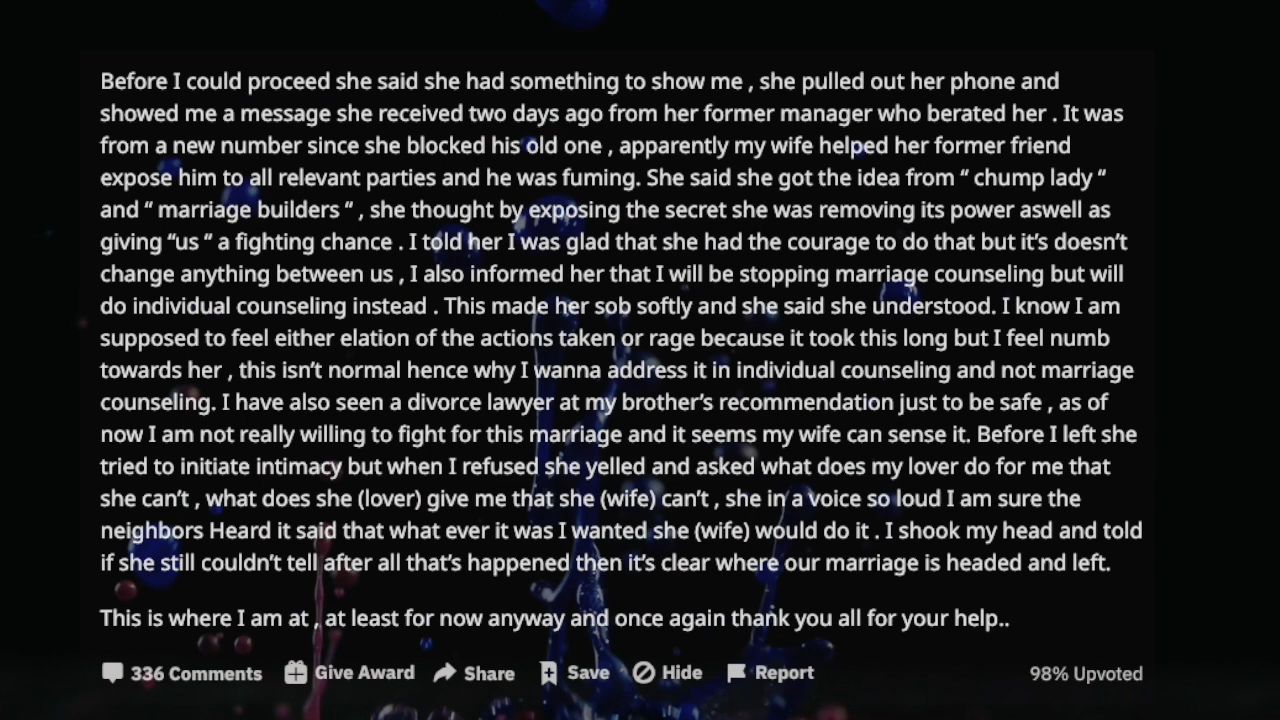 Before I could proceed she said she had something to show me , she pulled out her phone and
showed me a message she received two days ago from her former manager who berated her . It was
from a new number since she blocked his old one , apparently my wife helped her former friend
expose him to all relevant parties and he was fuming. She said she got the idea from “ chump lady “
and “ marriage builders “ , she thought by exposing the secret she was removing its power aswell as
giving “us “ a fighting chance . I told her I was glad that she had the courage to do that but it’s doesn’t
change anything between us , I also informed her that I will be stopping marriage counseling but will
do individual counseling instead . This made her sob softly and she said she understood. I know I am
supposed to feel either elation of the actions taken or rage because it took this long but I feel numb
towards her , this isn’t normal hence why I wanna address it in individual counseling and not marriage
counseling. I have also seen a divorce lawyer at my brother’s recommendation just to be safe , as of
now I am not really willing to fight for this marriage and it seems my wife can sense it. Before I left she
tried to initiate intimacy but when I refused she yelled and asked what does my lover do for me that
she can’t , what does she (lover) give me that she (wife) can’t , she in a voice so loud I am sure the
neighbors Heard it said that what ever it was I wanted she (wife) would do it . I shook my head and told
if she still couldn’t tell after all that’s happened then it’s clear where our marriage is headed and left.
This is where I am at , at least for now anyway and once again thank you all for your help..
336 Comments Give Award Share Save Hide Report 98% Upvoted